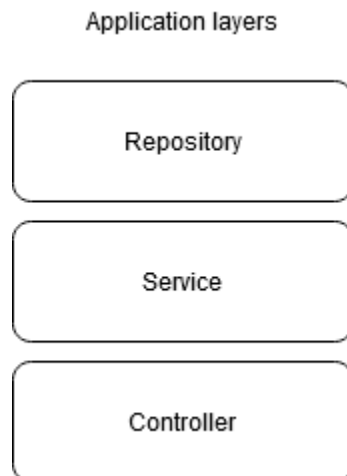 Application layers
Repository
Service
Controller